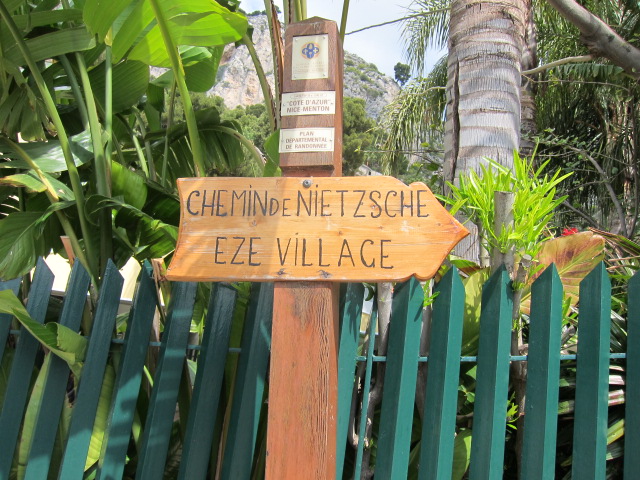 "COTE D'AZUR"
NICE-MENTON
PLAN
DEPARTEMENTAL
DE RANDONNEE
CHEMIN DE NIETZSCHE
EZE VILLAGE